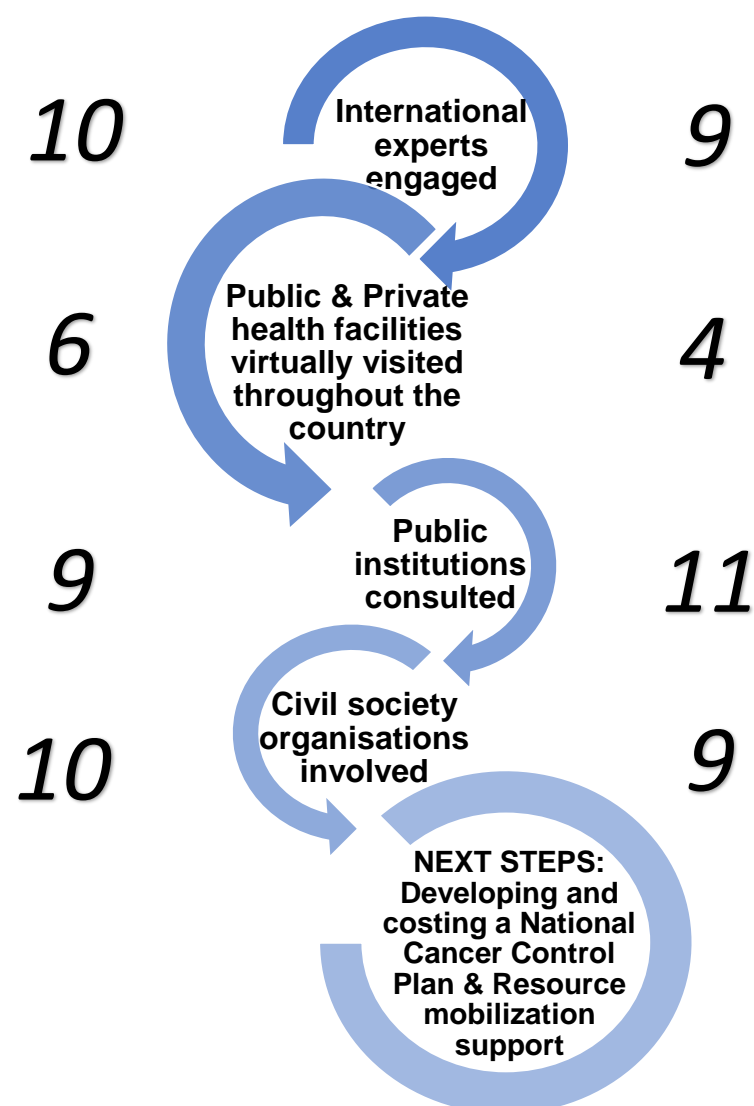 10
International
experts
engaged
9
6
Public & Private
health facilities
virtually visited
throughout the
country
4
9
Public
institutions
consulted
11
10
Civil society
organisations
involved
9
NEXT STEPS:
Developing and
costing a National
Cancer Control
Plan & Resource
mobilization
support